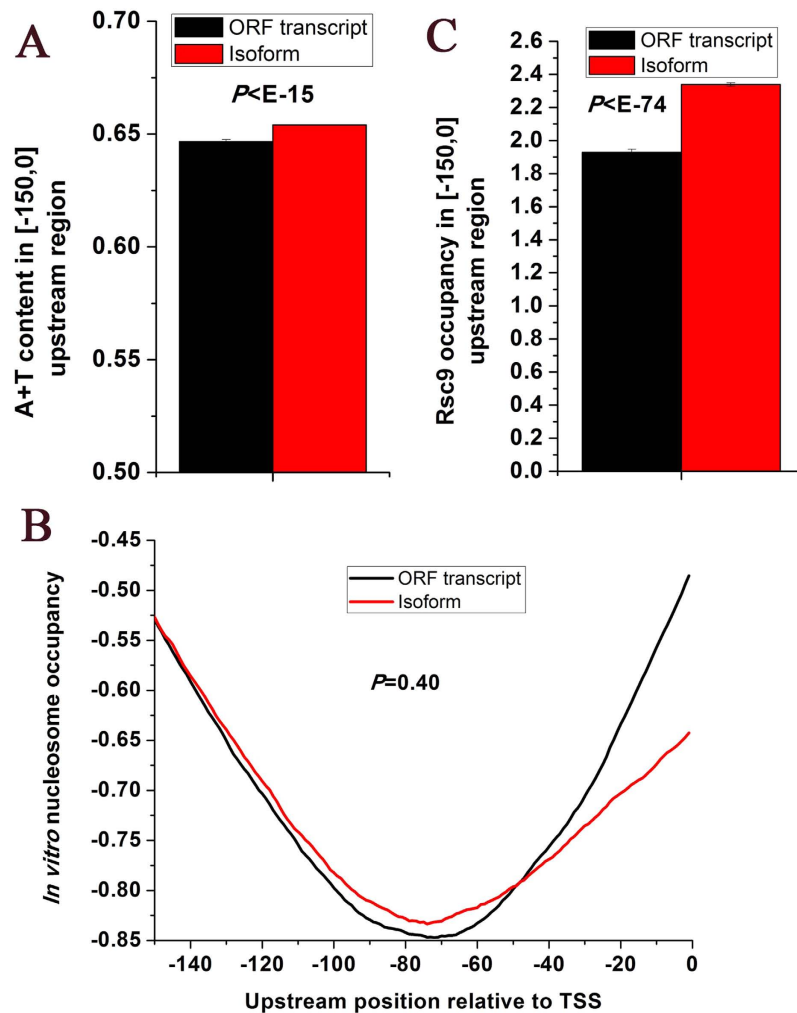 A
ORF transcript
Isoform
P<E-15
0.65
0.60
0.55
0.50
A+T content in [-150,0]
upstream region
C
ORF transcript
Isoform
P<E-74
2.6
2.4
2.2
2.0
1.8
1.6
1.4
1.2
1.0
0.8
0.6
0.4
0.2
0.0
Rsc9 occupancy in [-150,0]
upstream region
B
ORF transcript
Isoform
P=0.40
-0.45
-0.50
-0.55
-0.60
-0.65
-0.70
-0.75
-0.80
-0.85
In vitro nucleosome occupancy
-140 -120 -100 -80 -60 -40 -20 0
Upstream position relative to TSS